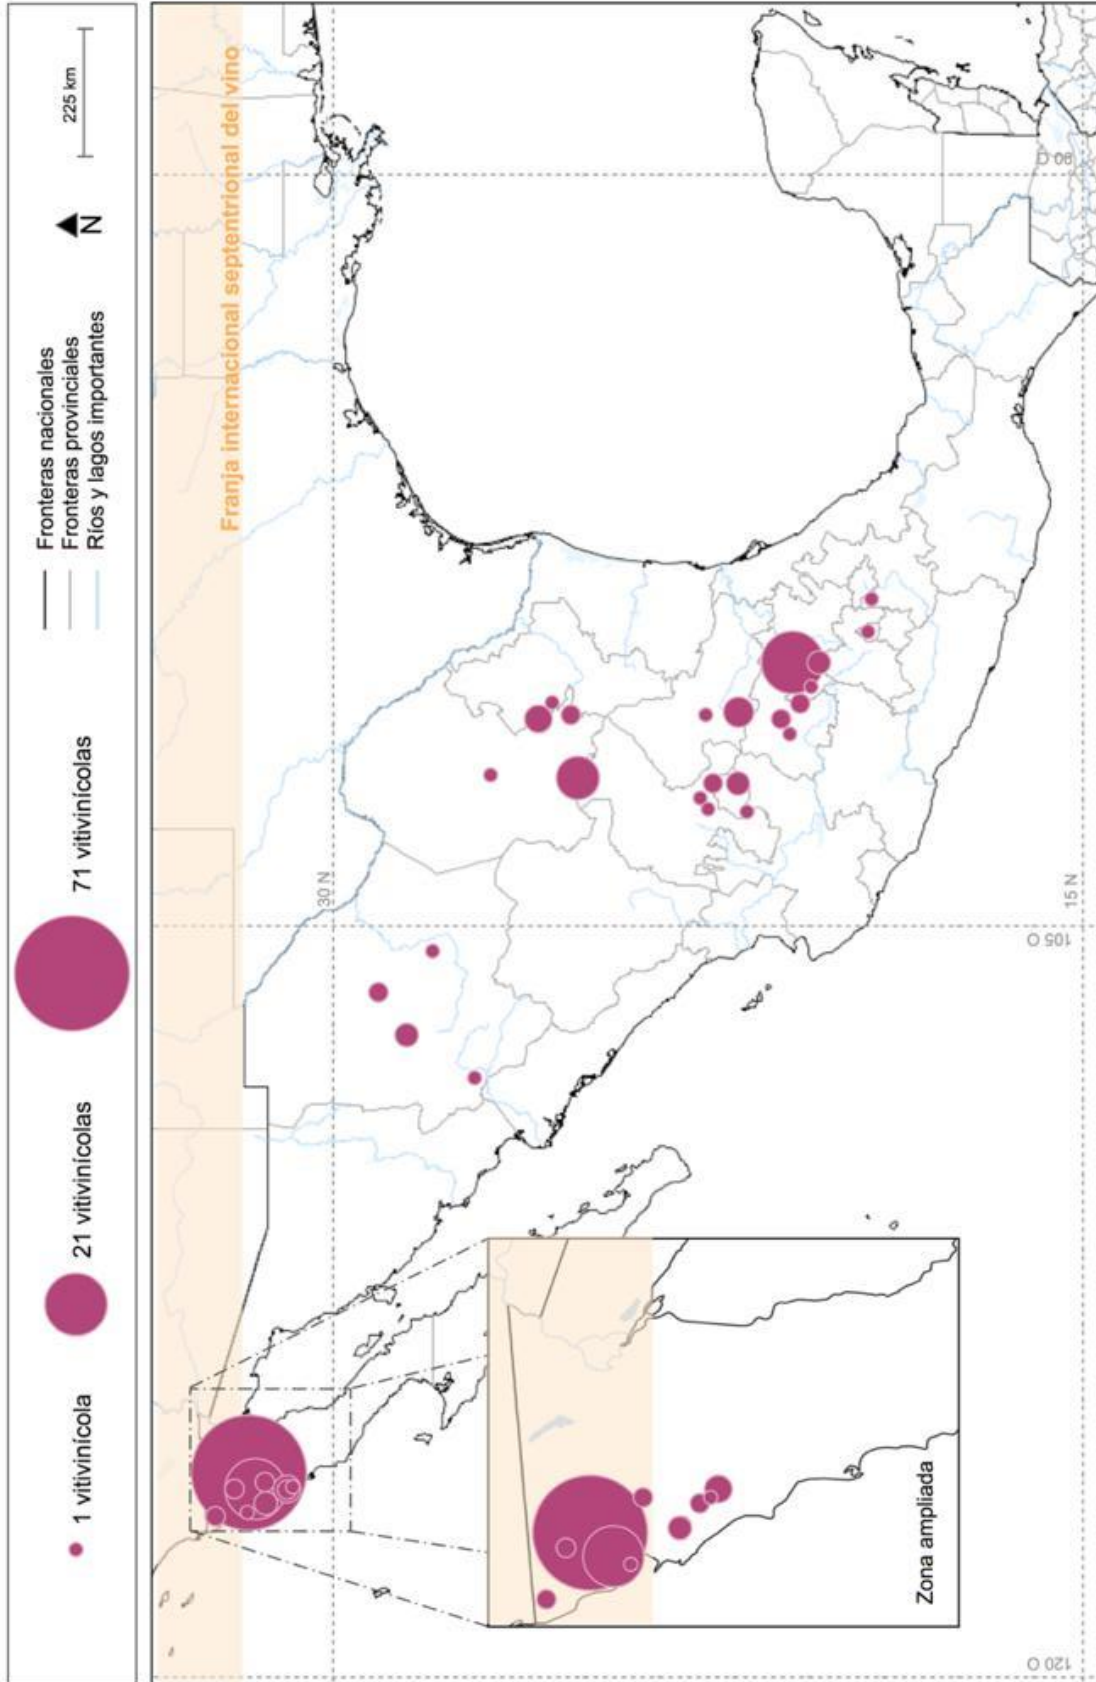 1 vitivinícola
21 vitivinícolas
71 vitivinícolas
Fronteras nacionales
Fronteras provinciales
Ríos y lagos importantes
N
225 km
Franja internacional septentrional del vino
30 N
Zona ampliada
15 N
120 O
105 O
90 O